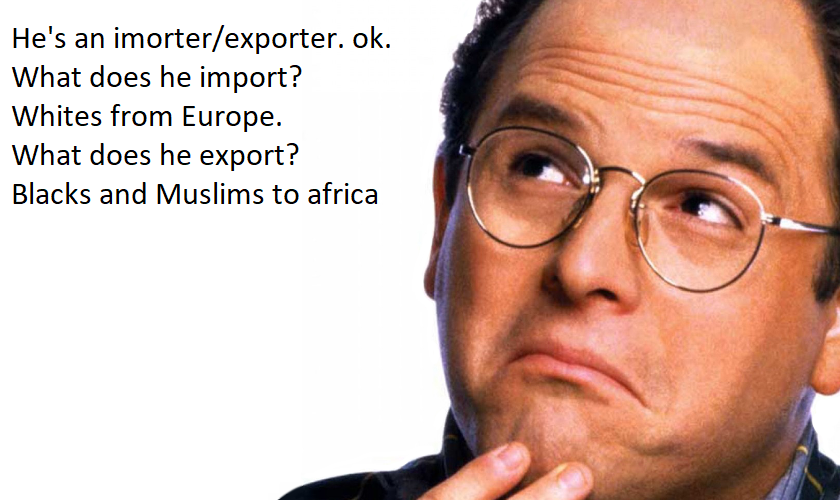 He's an imorter/exporter. ok.
What does he import?
Whites from Europe.
What does he export?
Blacks and Muslims to africa